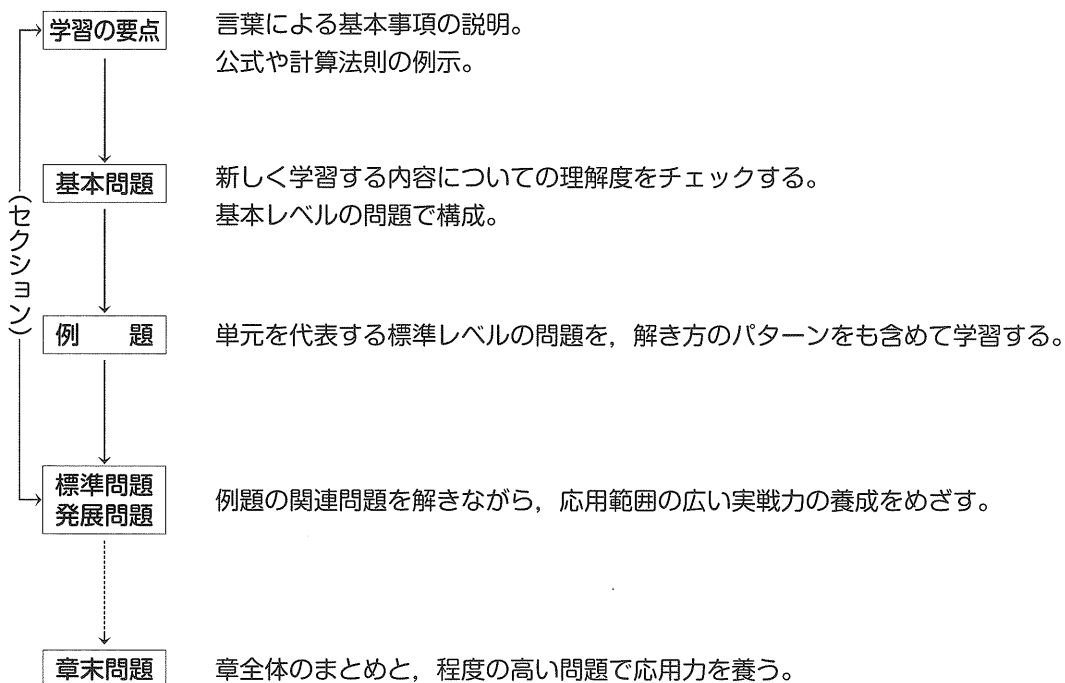 学習の要点
言葉による基本事項の説明。
公式や計算法則の例示。
基本問題
新しく学習する内容についての理解度をチェックする。
基本レベルの問題で構成。
(セクション)
例　題
単元を代表する標準レベルの問題を，解き方のパターンをも含めて学習する。
標準問題
発展問題
例題の関連問題を解きながら，応用範囲の広い実戦力の養成をめざす。
章末問題
章全体のまとめと，程度の高い問題で応用力を養う。